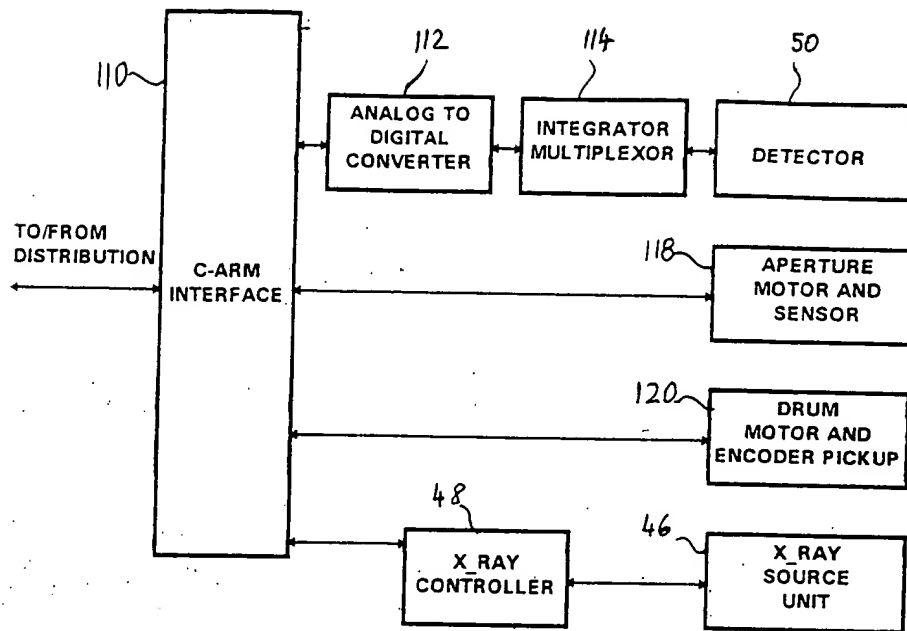 110
112
114
50
ANALOG TO
DIGITAL
CONVERTER
INTEGRATOR
MULTIPLEXOR
DETECTOR
TO/FROM
DISTRIBUTION
C-ARM
INTERFACE
118
APERTURE
MOTOR AND
SENSOR
120
DRUM
MOTOR AND
ENCODER PICKUP
48
X_RAY
CONTROLLER
46
X_RAY
SOURCE
UNIT